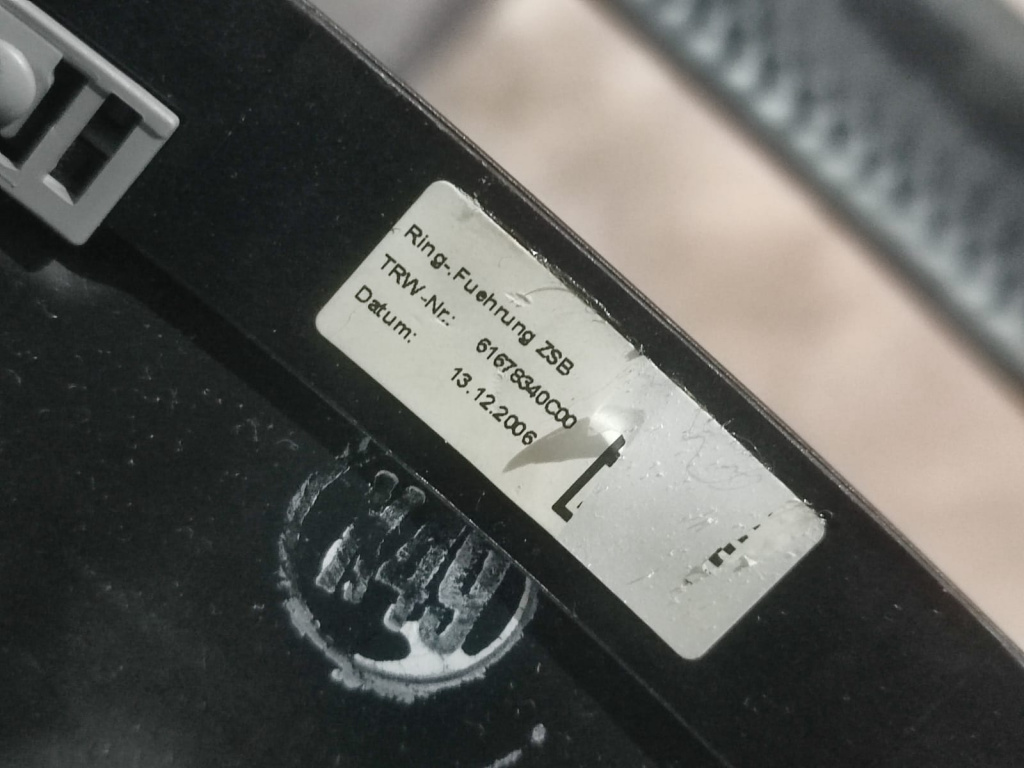 Ring-.Fuehrung ZSB
TRW-Nr.: 61678340C00
Datum: 13.12.2006